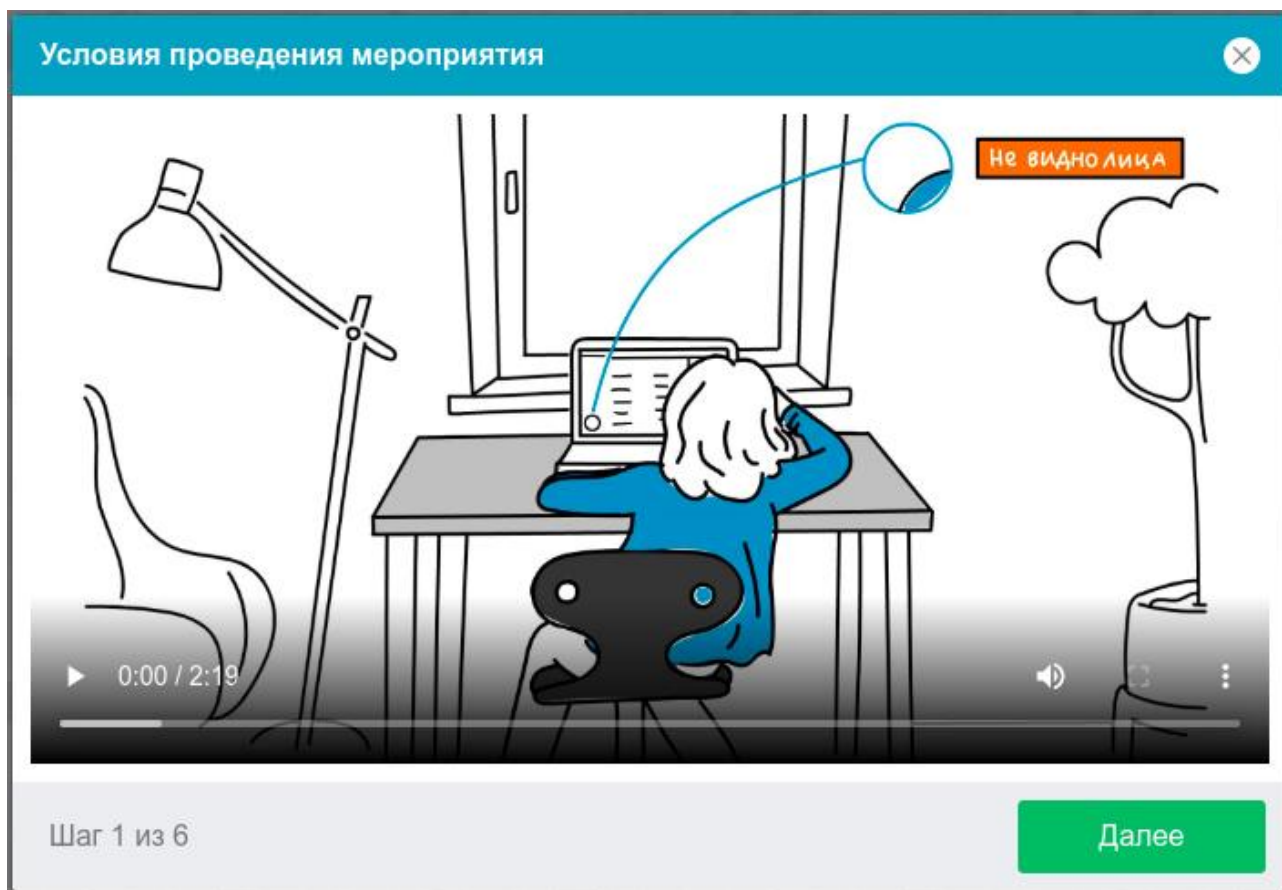 Условия проведения мероприятия
Не видно лица
0:00 / 2:19
Шаг 1 из 6
Далее